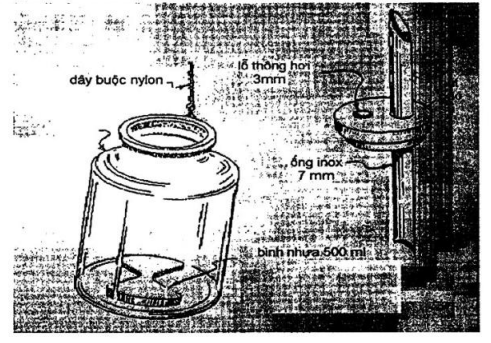 dây buộc nylon
lỗ thông hơi
3mm
ống inox
7 mm
bình nhựa 500 ml